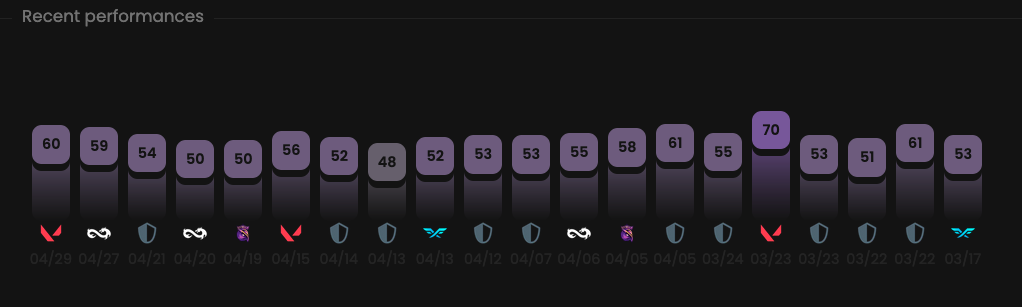 Recent performances
60 59 54 50 50 56 52 48 52 53 53 55 58 61 55 70 53 51 61 53
04/29 04/27 04/21 04/20 04/19 04/15 04/14 04/13 04/13 04/12 04/07 04/06 04/05 04/05 03/24 03/23 03/23 03/22 03/22 03/17